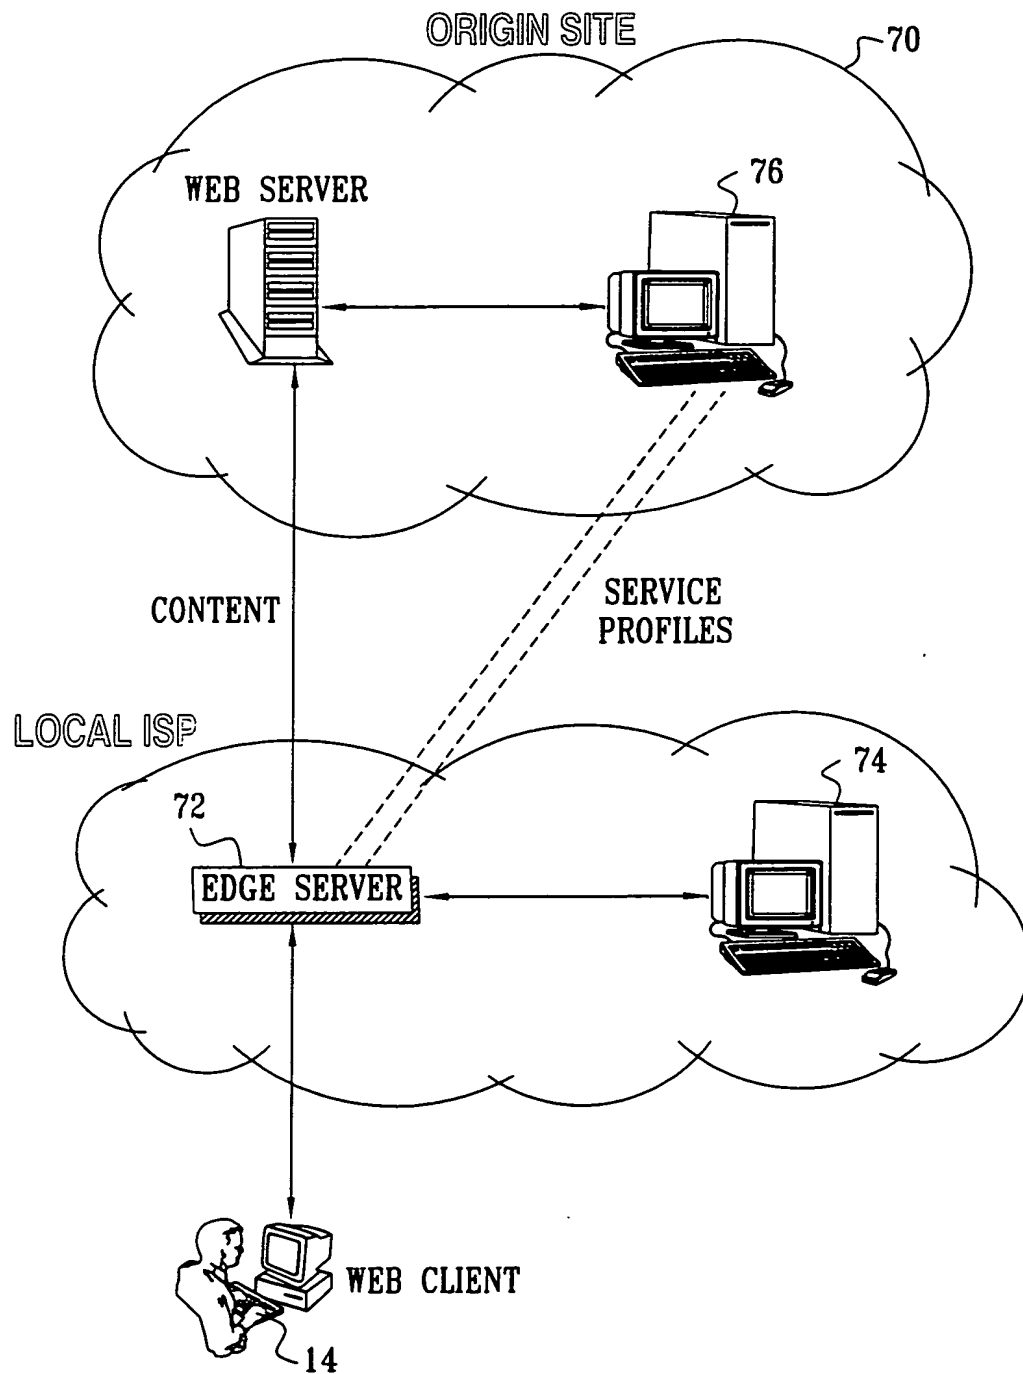 ORIGIN SITE
70
WEB SERVER
76
CONTENT
SERVICE
PROFILES
LOCAL ISP
72
74
EDGE SERVER
WEB CLIENT
14